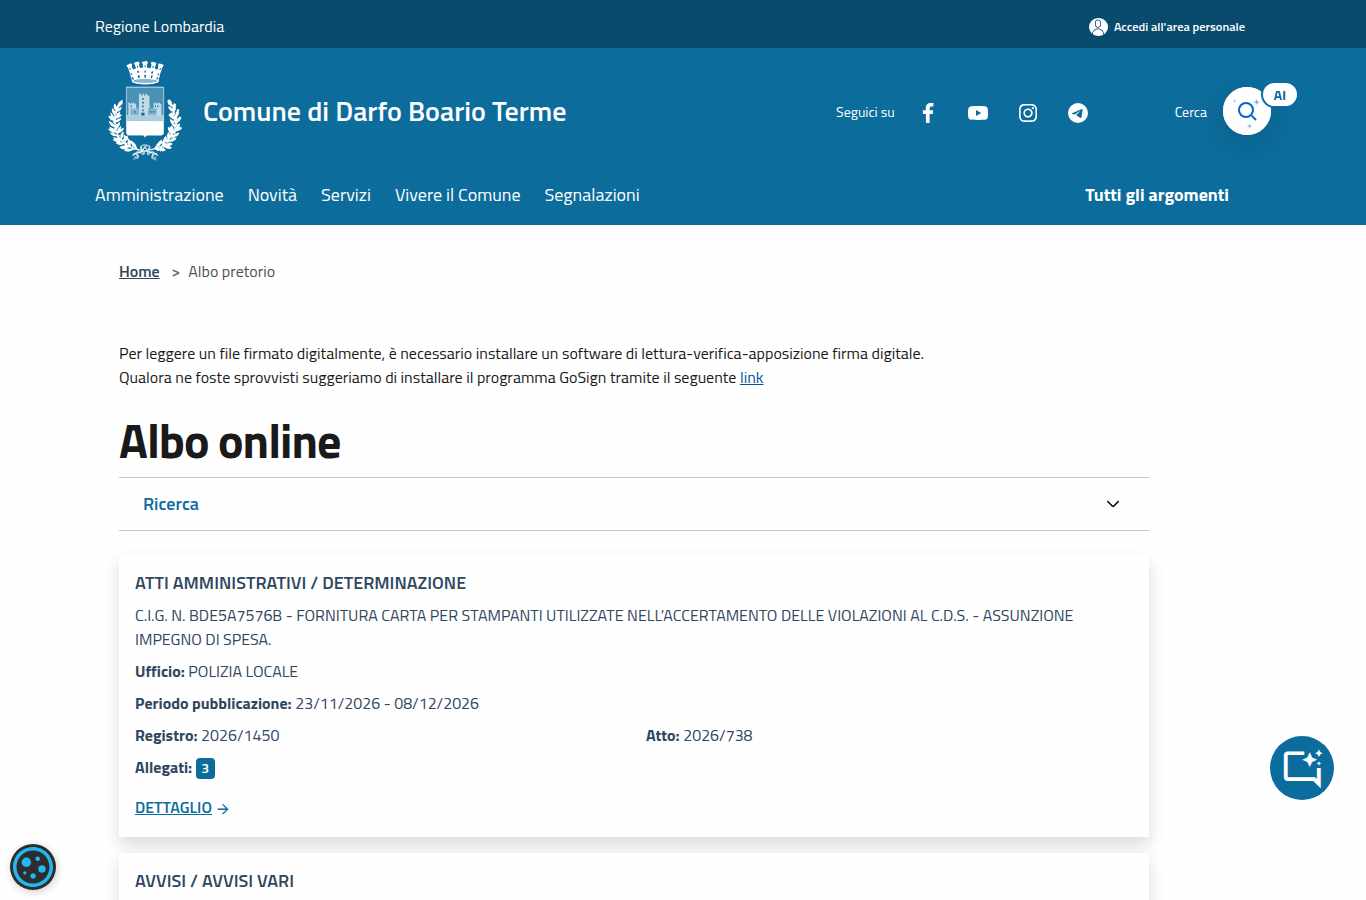 Regione Lombardia
Accedi all'area personale
Comune di Darfo Boario Terme
Seguici su
Cerca
AI
Amministrazione Novità Servizi Vivere il Comune Segnalazioni
Tutti gli argomenti
Home > Albo pretorio
Per leggere un file firmato digitalmente, è necessario installare un software di lettura-verifica-apposizione firma digitale.
Qualora ne foste sprovvisti suggeriamo di installare il programma GoSign tramite il seguente link
Albo online
Ricerca
ATTI AMMINISTRATIVI / DETERMINAZIONE
C.I.G. N. BDE5A7576B - FORNITURA CARTA PER STAMPANTI UTILIZZATE NELL'ACCERTAMENTO DELLE VIOLAZIONI AL C.D.S. - ASSUNZIONE
IMPEGNO DI SPESA.
Ufficio: POLIZIA LOCALE
Periodo pubblicazione: 23/11/2026 - 08/12/2026
Registro: 2026/1450 Atto: 2026/738
Allegati: 3
DETTAGLIO
AVVISI / AVVISI VARI